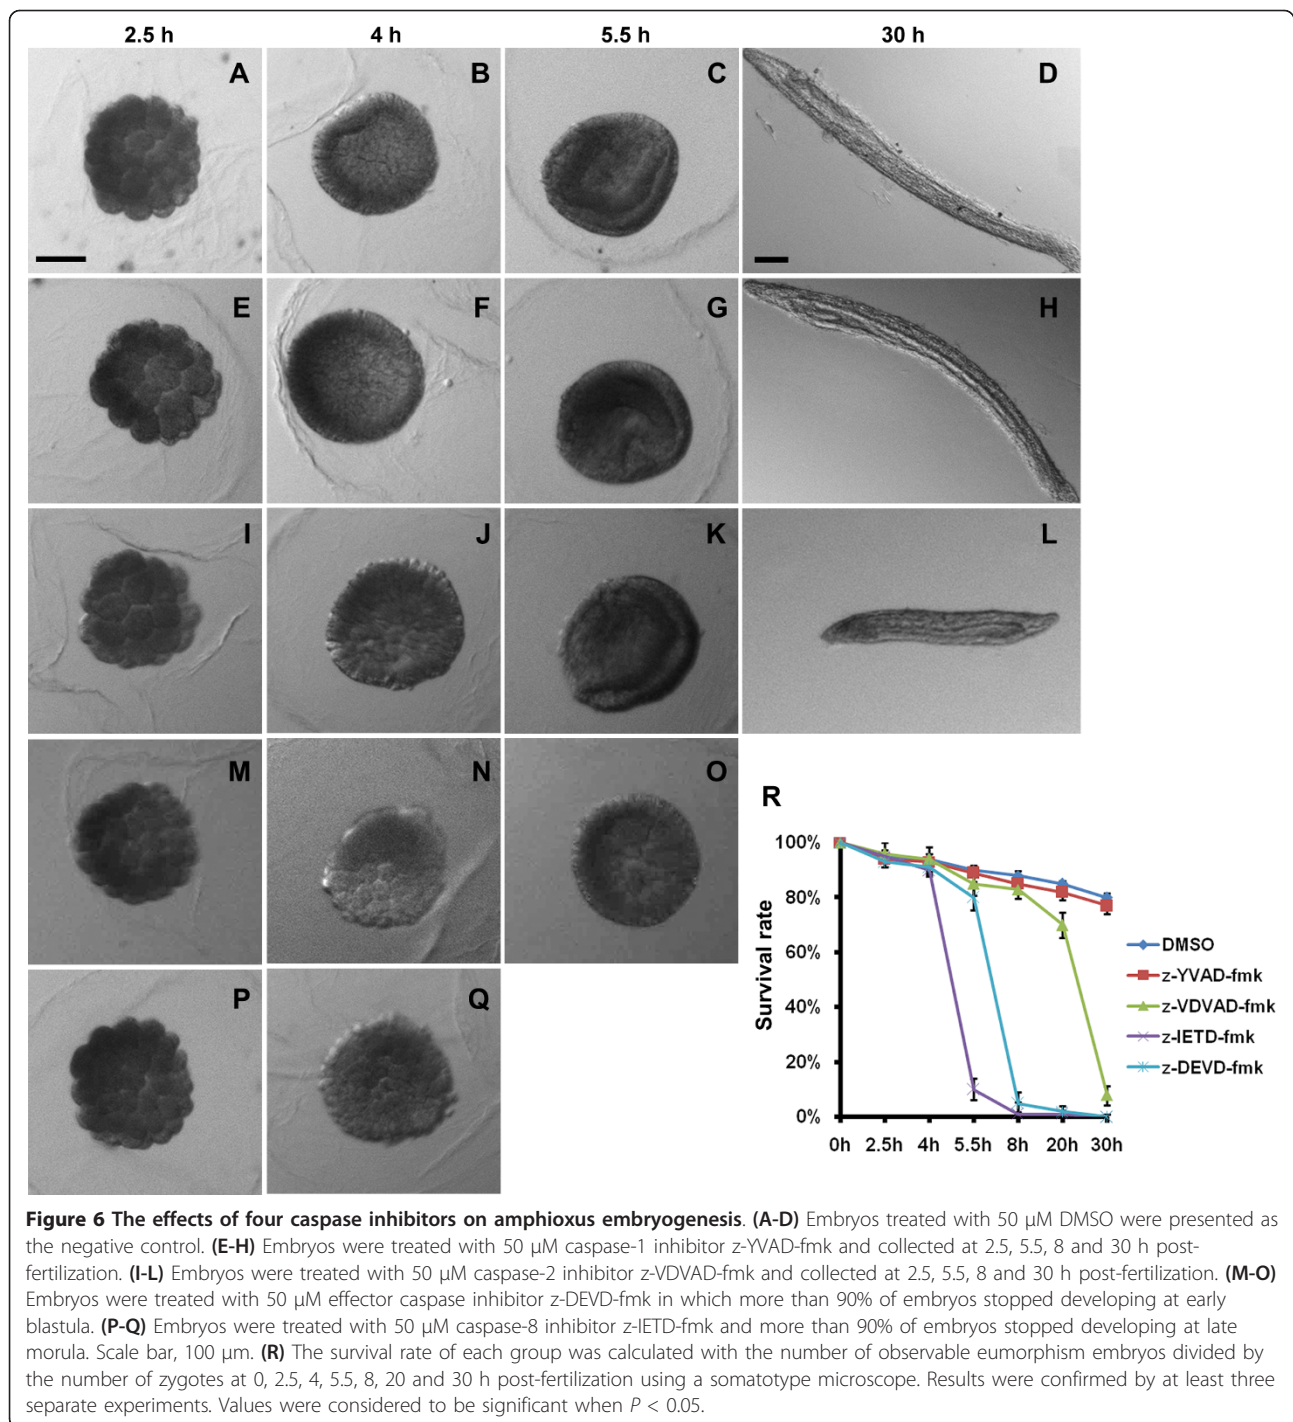 2.5 h 4 h 5.5 h 30 h
A B C D
E F G H
I J K L
M N O
P Q
R
100%
80%
60%
40%
20%
0%
Survival rate
0h 2.5h 4h 5.5h 8h 20h 30h
DMSO
z-YVAD-fmk
z-VDVAD-fmk
z-IETD-fmk
z-DEVD-fmk
Figure 6 The effects of four caspase inhibitors on amphioxus embryogenesis. (A-D) Embryos treated with 50 μM DMSO were presented as
the negative control. (E-H) Embryos were treated with 50 μM caspase-1 inhibitor z-YVAD-fmk and collected at 2.5, 5.5, 8 and 30 h post-
fertilization. (I-L) Embryos were treated with 50 μM caspase-2 inhibitor z-VDVAD-fmk and collected at 2.5, 5.5, 8 and 30 h post-fertilization. (M-O)
Embryos were treated with 50 μM effector caspase inhibitor z-DEVD-fmk in which more than 90% of embryos stopped developing at early
blastula. (P-Q) Embryos were treated with 50 μM caspase-8 inhibitor z-IETD-fmk and more than 90% of embryos stopped developing at late
morula. Scale bar, 100 μm. (R) The survival rate of each group was calculated with the number of observable eumorphism embryos divided by
the number of zygotes at 0, 2.5, 4, 5.5, 8, 20 and 30 h post-fertilization using a somatotype microscope. Results were confirmed by at least three
separate experiments. Values were considered to be significant when P < 0.05.